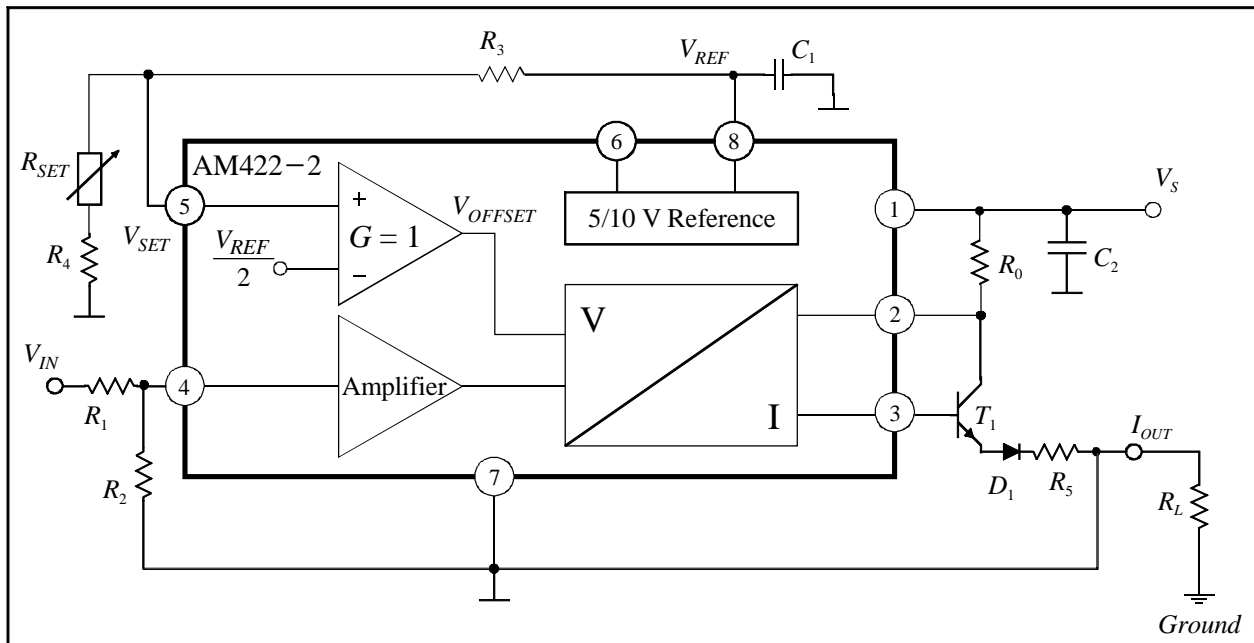 R3
VREF
C1
6
8
RSET
AM422−2
VS
5
+
VOFFSET
5/10 V Reference
1
VSET
G = 1
R4
VREF
2
−
R0
C2
V
2
VIN
4
Amplifier
R1
I
3
T1
IOUT
R2
7
D1
R5
RL
Ground